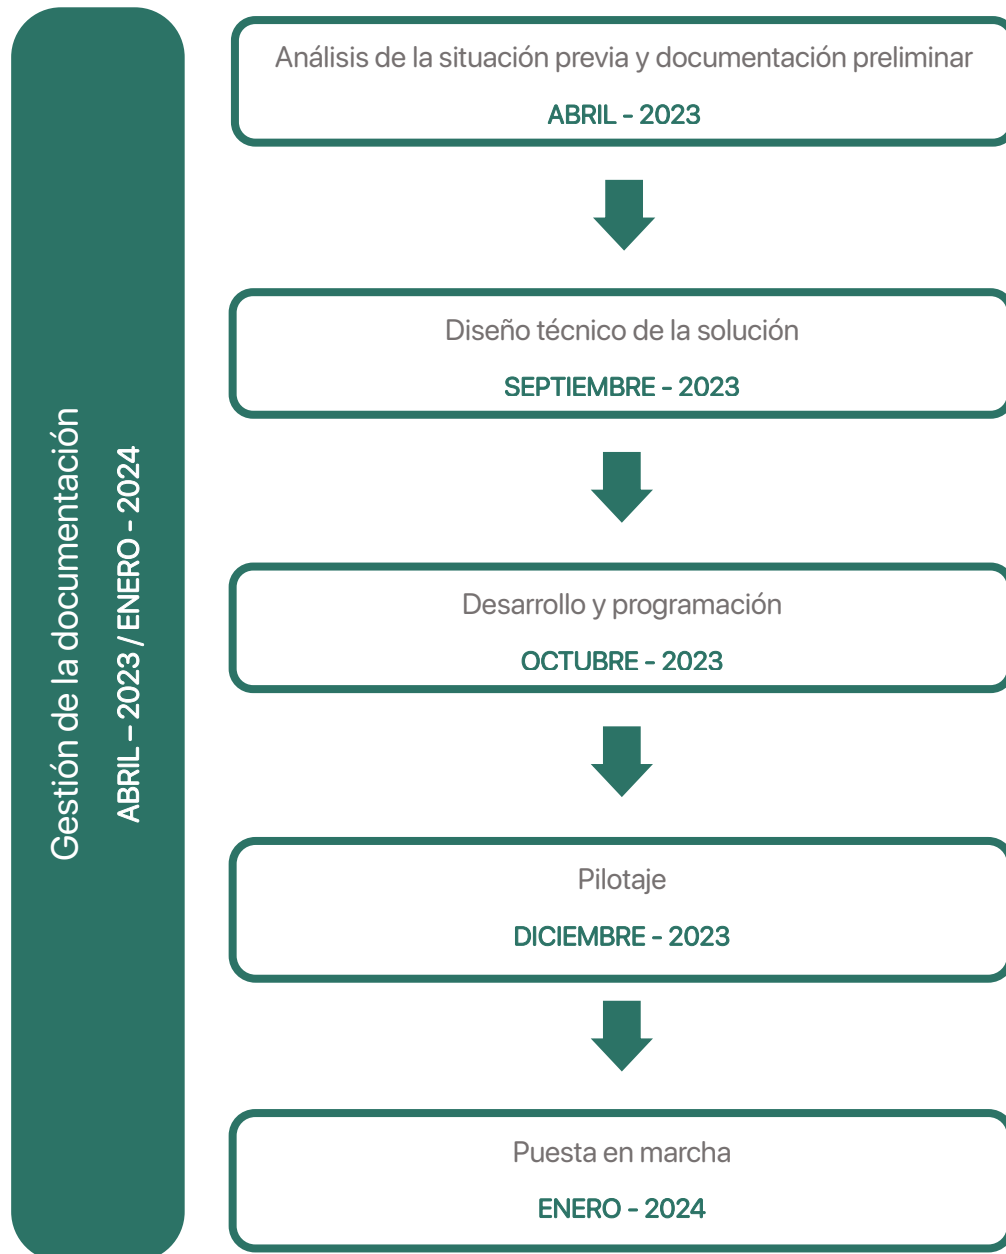 Gestión de la documentación
ABRIL – 2023 / ENERO - 2024
Análisis de la situación previa y documentación preliminar
ABRIL - 2023
Diseño técnico de la solución
SEPTIEMBRE - 2023
Desarrollo y programación
OCTUBRE - 2023
Pilotaje
DICIEMBRE - 2023
Puesta en marcha
ENERO - 2024